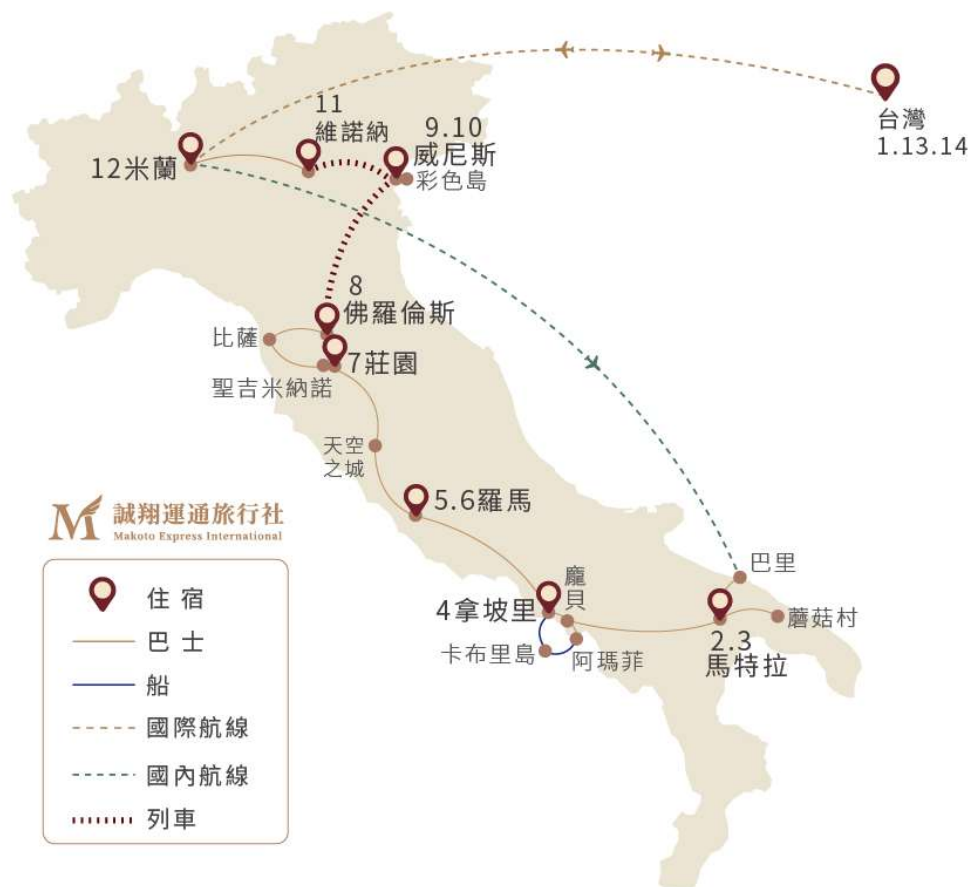 台灣
1.13.14
11
維諾納
9.10
威尼斯
彩色島
12米蘭
8
佛羅倫斯
比薩
7莊園
聖吉米納諾
天空
之城
5.6羅馬
M 誠翔運通旅行社
Makoto Express International
住宿
巴士
船
國際航線
國內航線
列車
巴里
龐
貝
4拿坡里
蘑菇村
2.3
馬特拉
卡布里島
阿瑪菲